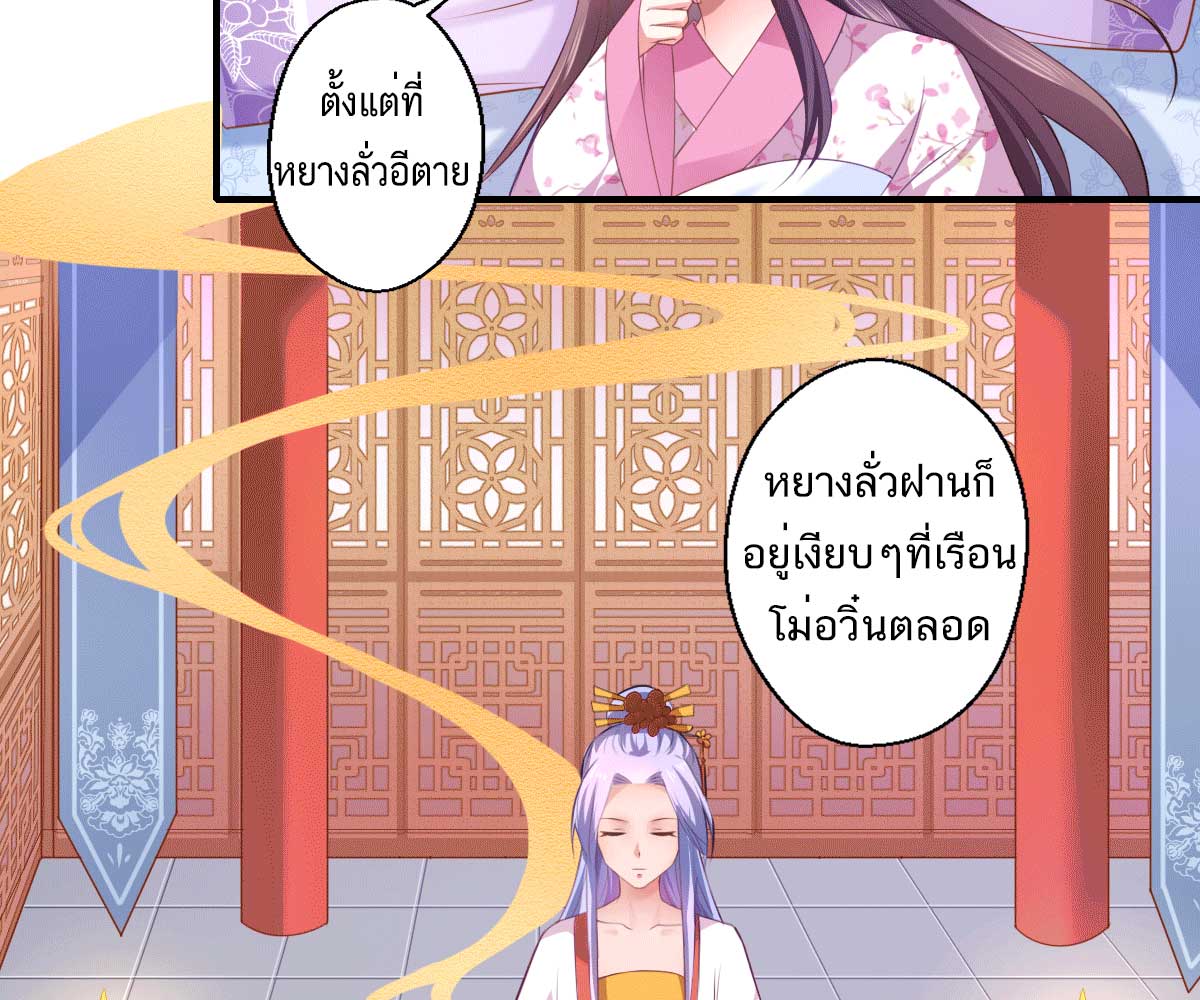 ตั้งแต่ที่
หยางลั่วอีตาย
หยางลั่วฝานก็
อยู่เงียบๆที่เรือน
โม่อวิ๋นตลอด